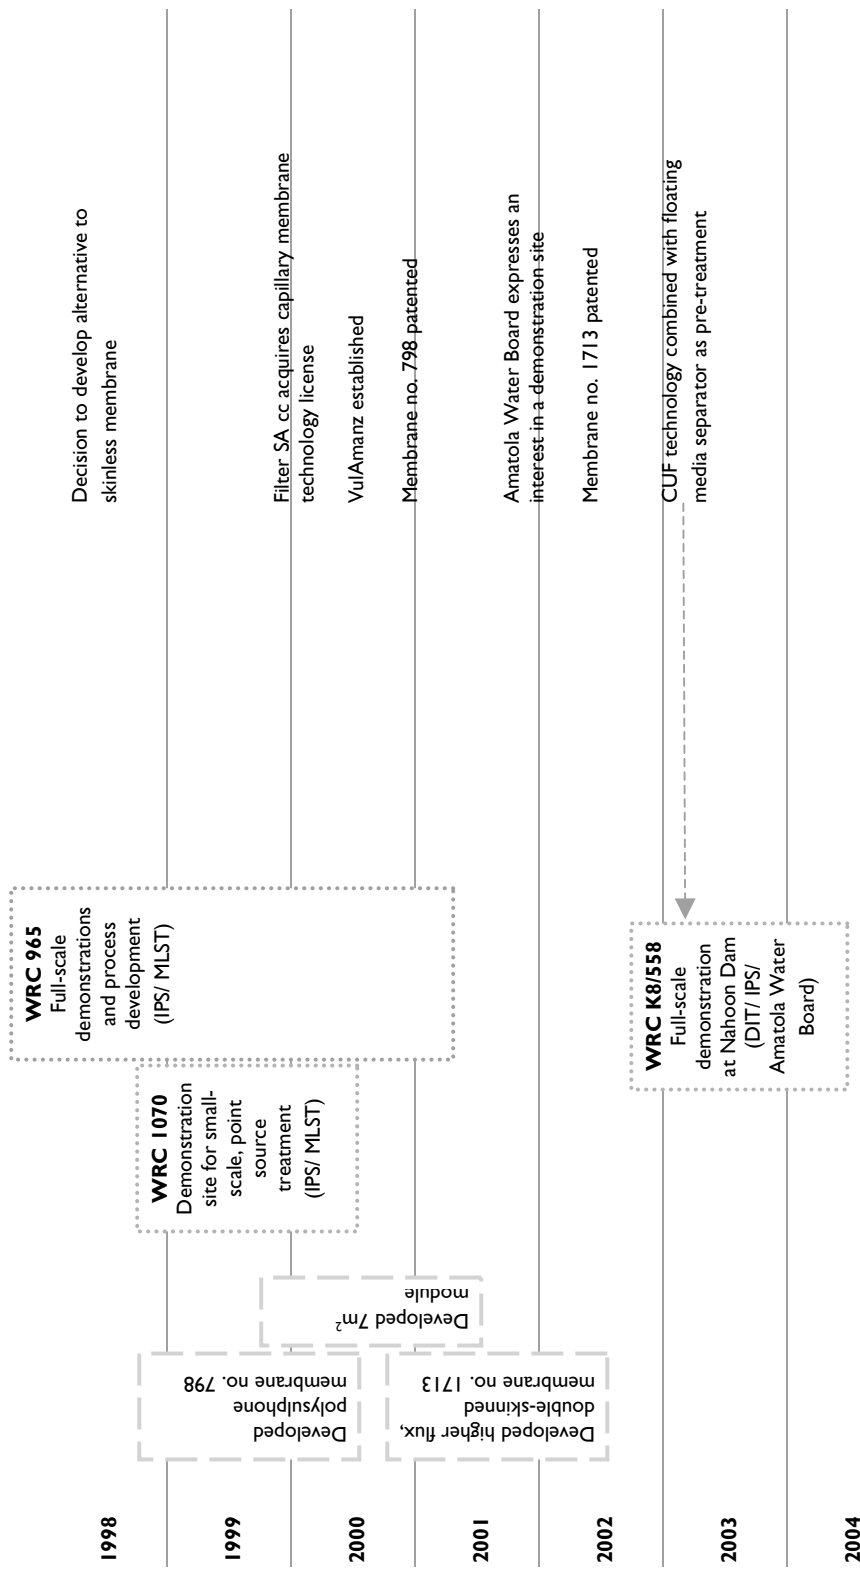 1998
1999
2000
2001
2002
2003
2004
Developed
polysulphone
membrane no. 798
Developed higher flux,
double-skinned
membrane no. 1713
Developed 7m²
module
WRC 1070
Demonstration
site for small-
scale, point
source
treatment
(IPS/ MLST)
WRC 965
Full-scale
demonstrations
and process
development
(IPS/ MLST)
WRC K8/558
Full-scale
demonstration
at Nahoon Dam
(DIT/ IPS/
Amatola Water
Board)
Decision to develop alternative to
skinless membrane
Filter SA cc acquires capillary membrane
technology license
VulAmanz established
Membrane no. 798 patented
Amatola Water Board expresses an
interest in a demonstration site
Membrane no. 1713 patented
CUF technology combined with floating
media separator as pre-treatment